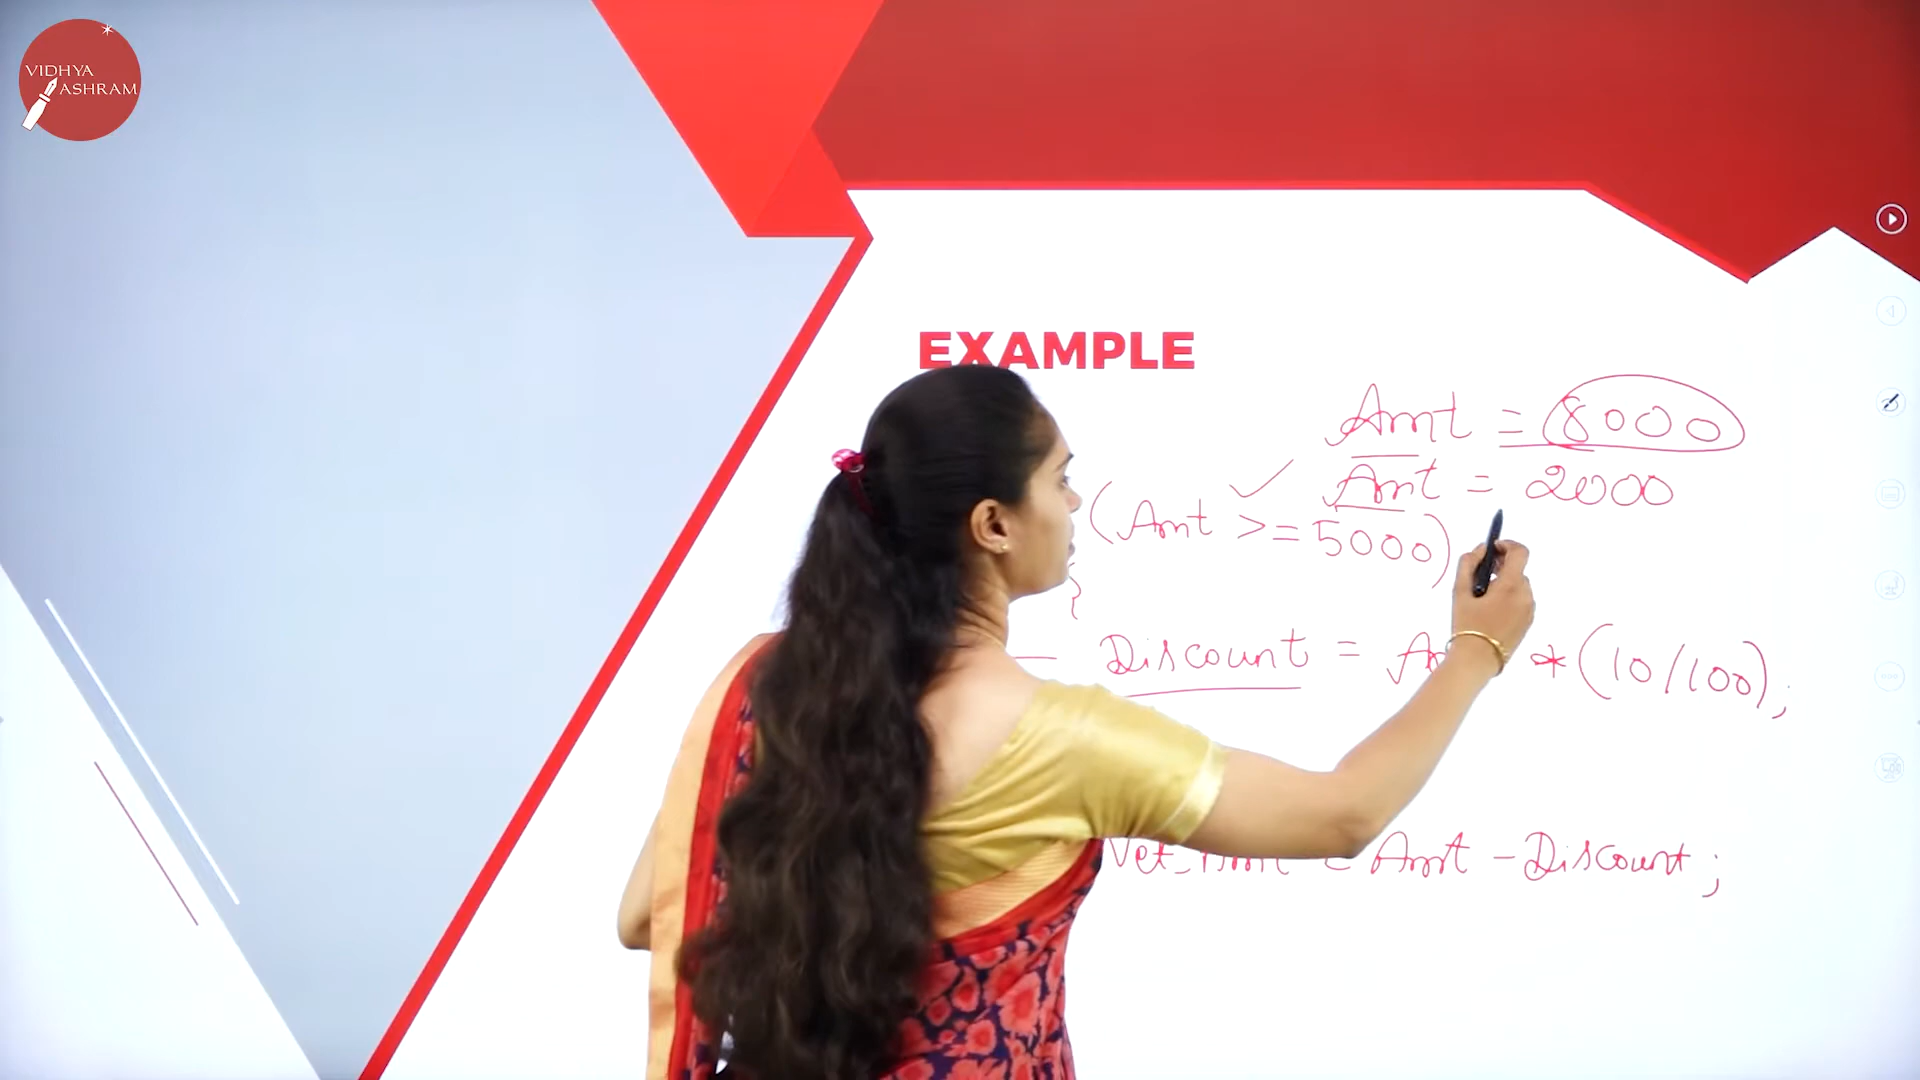 VIDHYA
ASHRAM
EXAMPLE
Amt = 8000
Amt = 2000
(Amt >= 5000)
{
Discount = * (10/100);
= Amt - Discount;